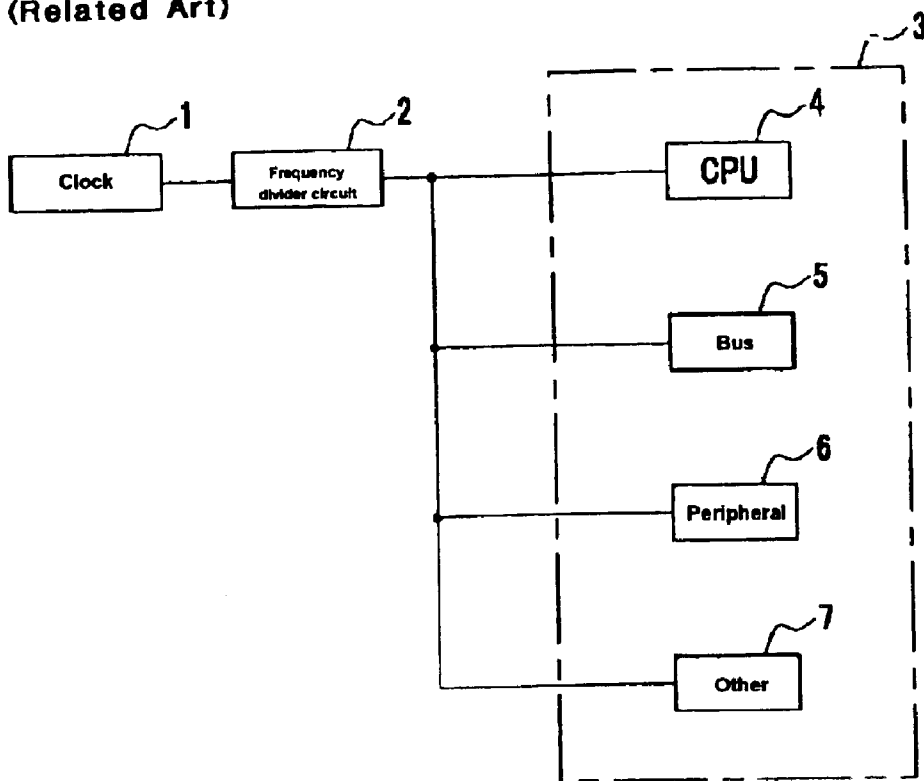 (Related Art)
3
1
2
4
Clock
Frequency
divider circuit
CPU
5
Bus
6
Peripheral
7
Other